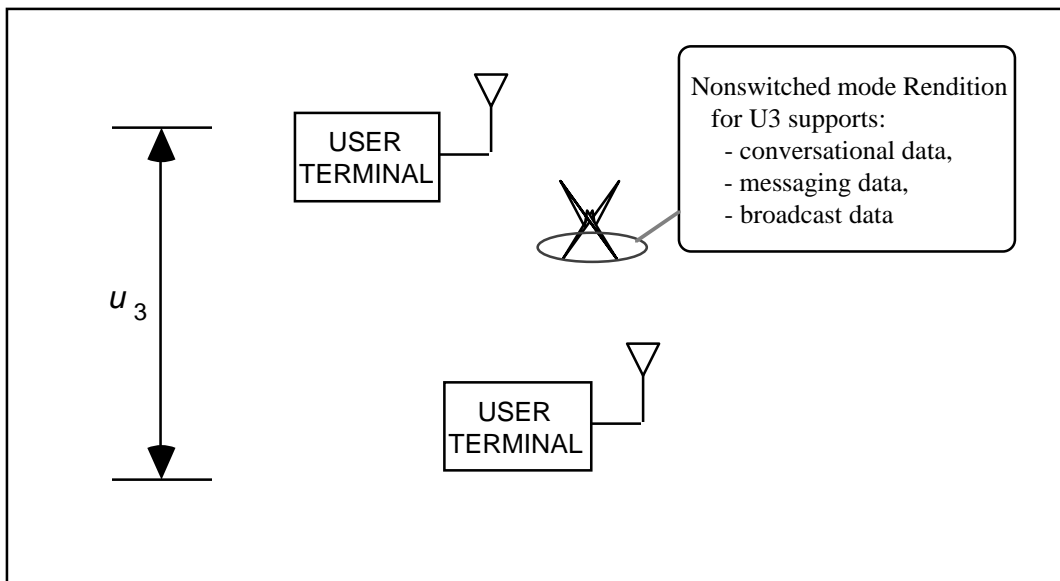 USER
TERMINAL
Nonswitched mode Rendition
for U3 supports:
- conversational data,
- messaging data,
- broadcast data
u 3
USER
TERMINAL